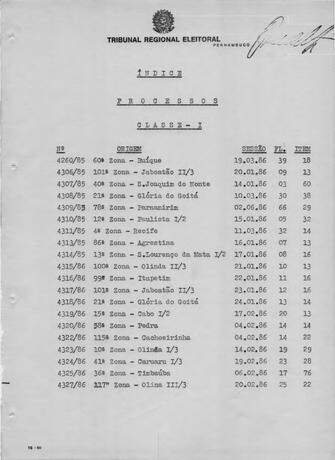 TRIBUNAL REGIONAL ELEITORAL
PERNAMBUCO
ÍNDICE
PROCESSOS
CLASSE-I
Nº ORIGEM SESSÃO FL. ITEM
4260/85 60ª Zona - Buíque 19.03.86 39 18
4306/85 101ª Zona - Jaboatão II/3 20.01.86 09 13
4307/85 40ª Zona - S.Joaquim do Monte 14.01.86 03 60
4308/85 21ª Zona - Glória do Goitá 10.03.86 30 38
4309/85 78ª Zona - Parnamirim 02.06.86 66 29
4310/85 12ª Zona - Paulista I/2 15.01.86 05 32
4311/85 4ª Zona - Recife 11.03.86 32 14
4313/85 86ª Zona - Agrestina 16.01.86 07 13
4314/85 13ª Zona - S.Lourenço da Mata I/2 17.01.86 08 16
4315/86 100ª Zona - Olinda II/3 21.01.86 10 13
4316/86 99ª Zona - Itapetim 22.01.86 11 16
4317/86 101ª Zona - Jaboatão II/3 23.01.86 12 16
4318/86 21ª Zona - Glória do Goitá 24.01.86 13 14
4319/86 15ª Zona - Cabo I/2 17.02.86 20 13
4320/86 58ª Zona - Pedra 04.02.86 14 14
4322/86 115ª Zona - Cachoeirinha 04.02.86 14 22
4323/86 10ª Zona - Olinda I/3 14.02.86 19 29
4324/86 41ª Zona - Caruaru I/3 19.02.86 23 28
4325/86 36ª Zona - Timbaúba 06.02.86 17 76
4327/86 117ª Zona - Olina III/3 20.02.86 25 22